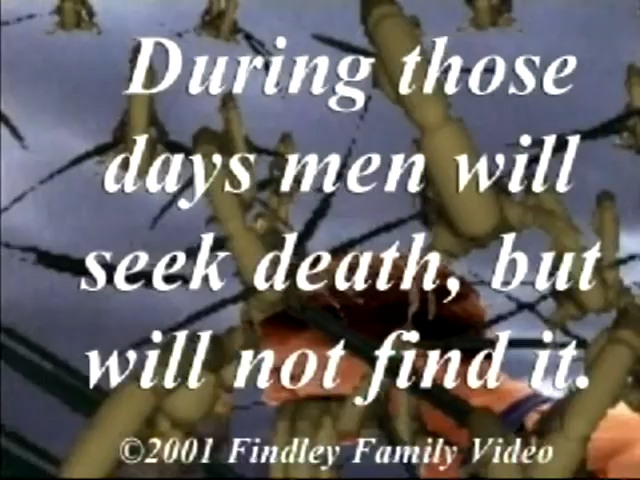 During those
days men will
seek death, but
will not find it.
©2001 Findley Family Video